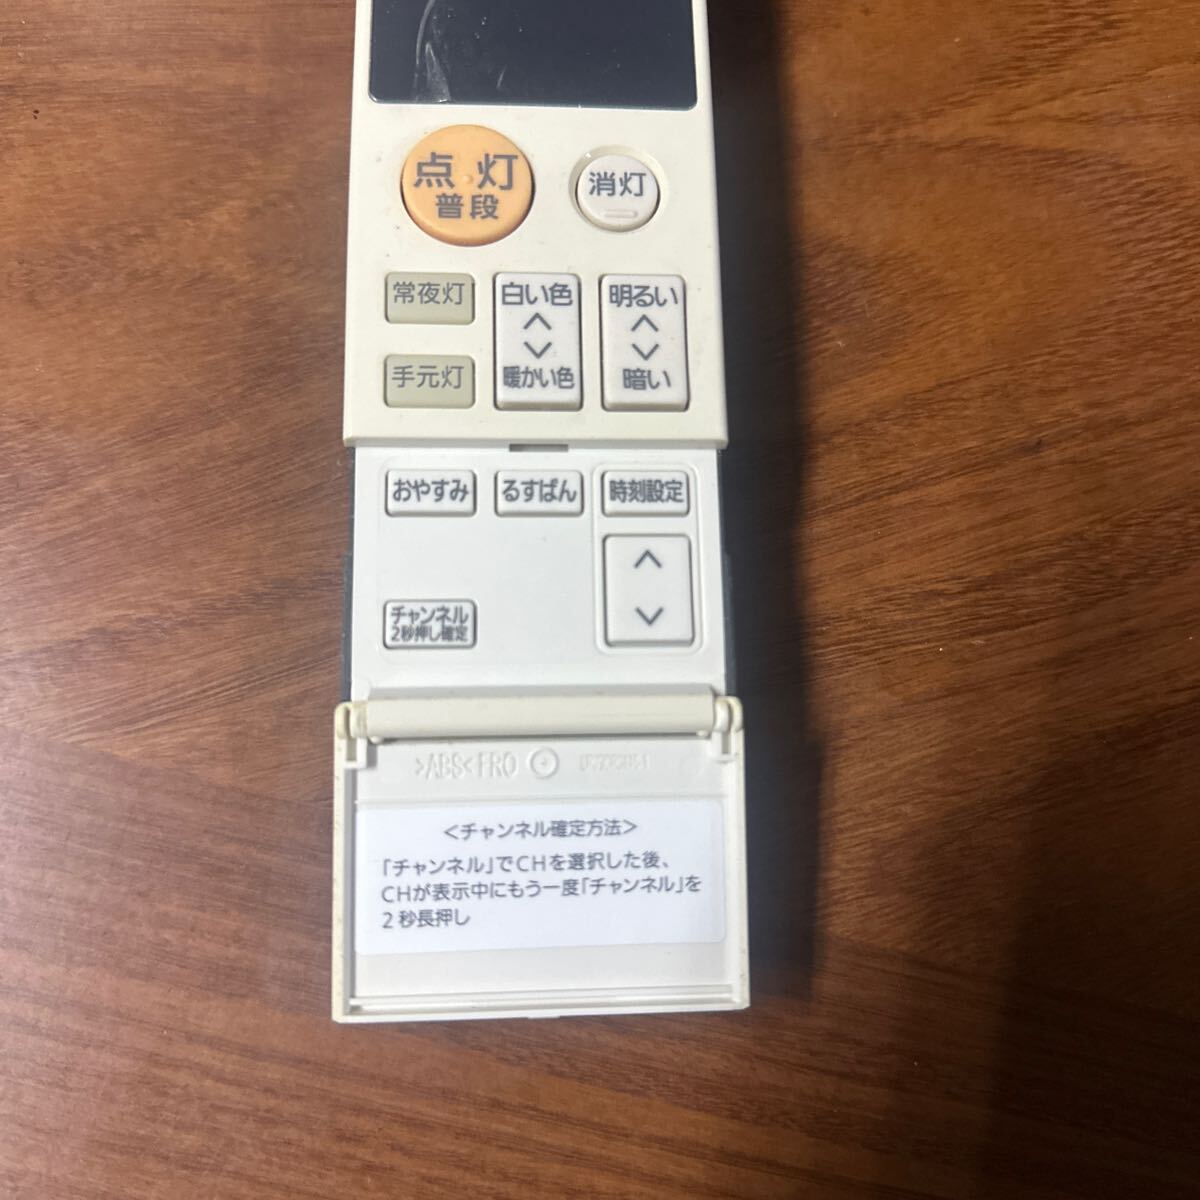 点灯
普段
消灯
常夜灯
白い色
暖かい色
明るい
暗い
手元灯
おやすみ
るすばん
時刻設定
チャンネル
2秒押し確定
>ABS< FRO
<チャンネル確定方法>
「チャンネル」でCHを選択した後、
CHが表示中にもう一度「チャンネル」を
2秒長押し